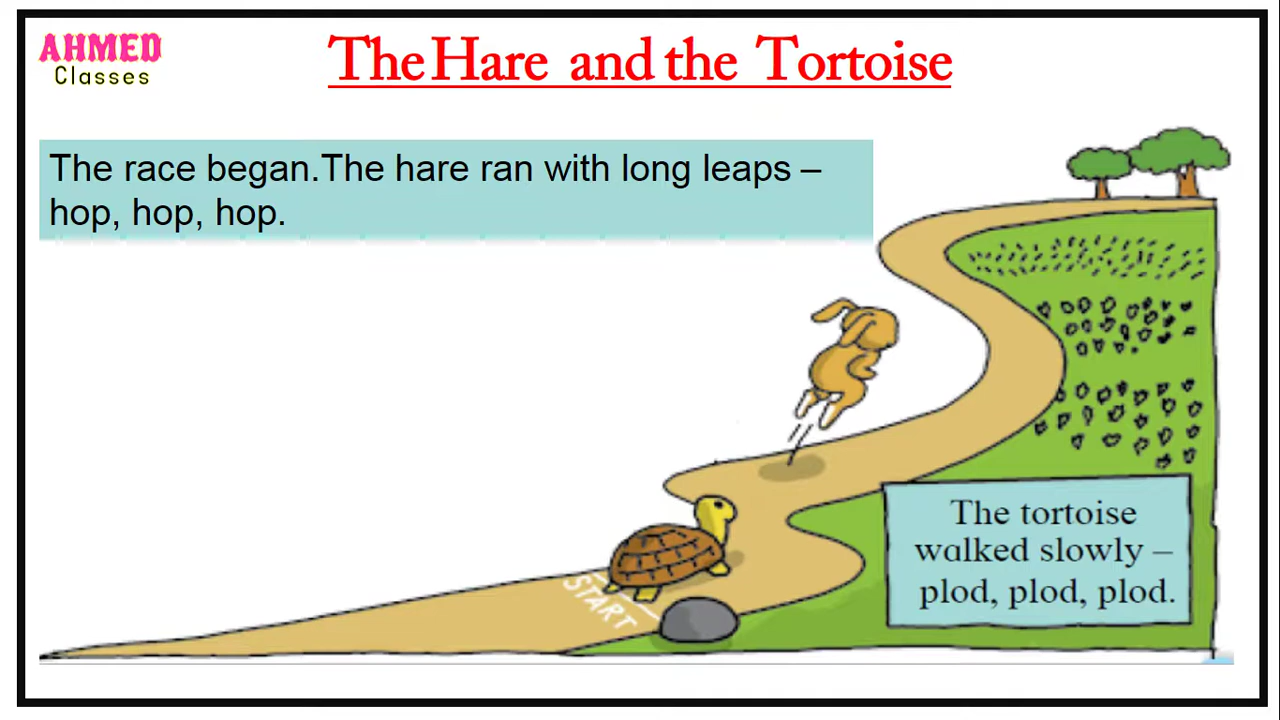 AHMED
Classes
The Hare and the Tortoise
The race began.The hare ran with long leaps –
hop, hop, hop.
START
The tortoise
walked slowly –
plod, plod, plod.